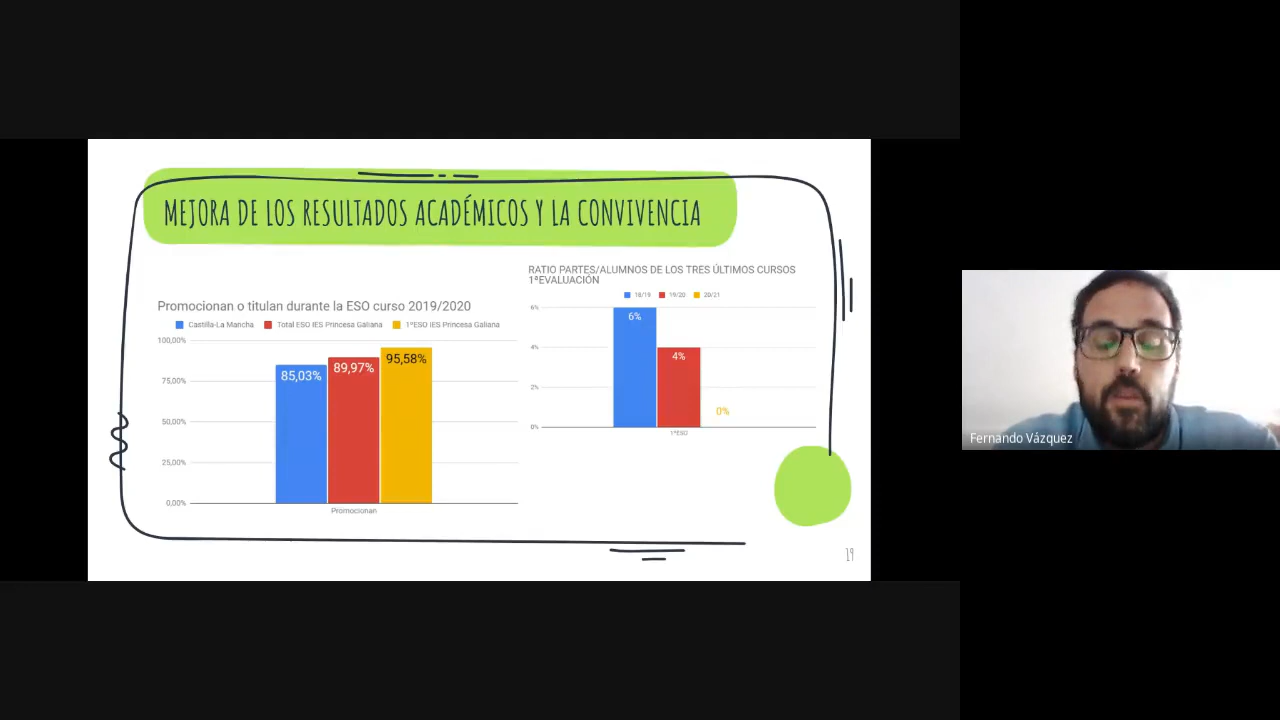 MEJORA DE LOS RESULTADOS ACADÉMICOS Y LA CONVIVENCIA
Promocionan o titulan durante la ESO curso 2019/2020
Castilla-La Mancha Total ESO IES Princesa Galiana 1ºESO IES Princesa Galiana
100,00%
75,00%
50,00%
25,00%
0,00%
85,03%
89,97%
95,58%
Promocionan
RATIO PARTES/ALUMNOS DE LOS TRES ÚLTIMOS CURSOS
1ªEVALUACIÓN
18/19 19/20 20/21
6%
4%
2%
0%
6%
4%
0%
1ºESO
19
Fernando Vázquez